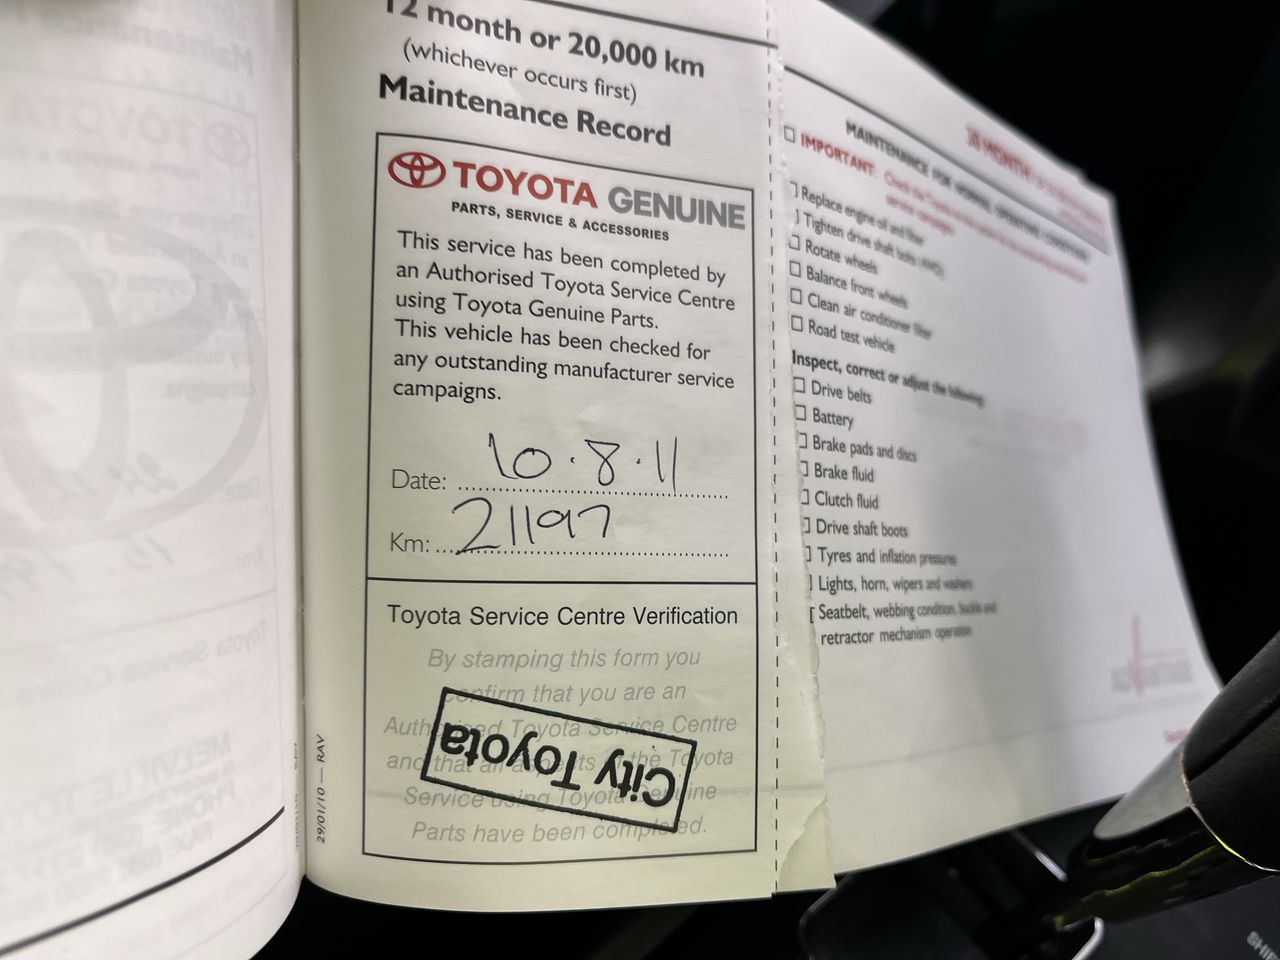 12 month or 20,000 km
(whichever occurs first)
Maintenance Record
TOYOTA GENUINE
PARTS, SERVICE & ACCESSORIES
This service has been completed by
an Authorised Toyota Service Centre
using Toyota Genuine Parts.
This vehicle has been checked for
any outstanding manufacturer service
campaigns.
Date: 10.8.11
Km: 21197
Toyota Service Centre Verification
By stamping this form you
confirm that you are an
Authorised Toyota Service Centre
and that all aspects of the Toyota
Service using Toyota Genuine
Parts have been completed.
City Toyota
29/01/10 — RAV
MAINTENANCE FOR NORMAL OPERATING CONDITIONS
IMPORTANT:
Replace engine oil and filter
Tighten drive shaft bolts
Rotate wheels
Balance front wheels
Clean air conditioner filter
Road test vehicle
Inspect, correct or adjust the following:
Drive belts
Battery
Brake pads and discs
Brake fluid
Clutch fluid
Drive shaft boots
Tyres and inflation pressures
Lights, horn, wipers and washers
Seatbelt, webbing condition, buckle and
retractor mechanism operation